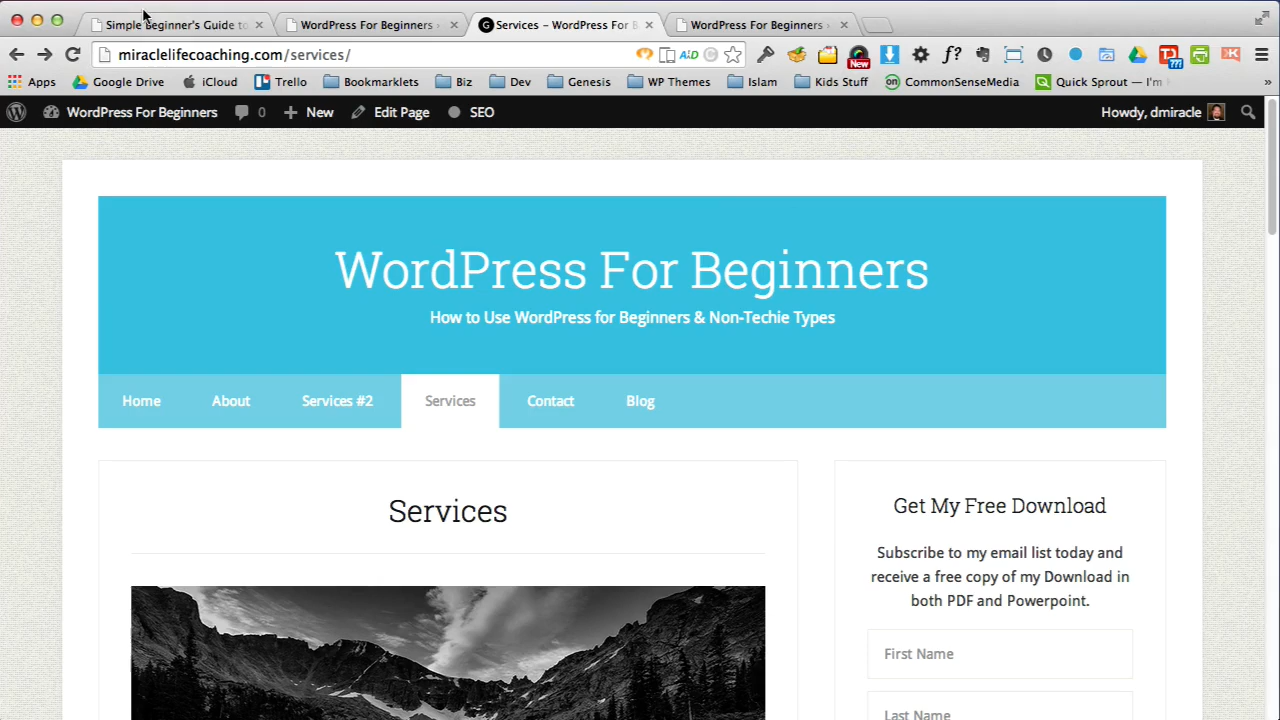 Simple Beginner's Guide to
WordPress For Beginners ›
Services – WordPress For B
WordPress For Beginners ›
miraclelifecoaching.com/services/
New
Apps
Google Drive
iCloud
Trello
Bookmarklets
Biz
Dev
Genesis
WP Themes
Islam
Kids Stuff
on CommonSenseMedia
Quick Sprout — I'm
»
WordPress For Beginners
0
New
Edit Page
SEO
Howdy, dmiracle
WordPress For Beginners
How to Use WordPress for Beginners & Non-Techie Types
Home
About
Services #2
Services
Contact
Blog
Services
Get My Free Download
Subscribe to my email list today and
receive a free copy of my Download in
both PDF and Powerpoint.
First Name
Last Name